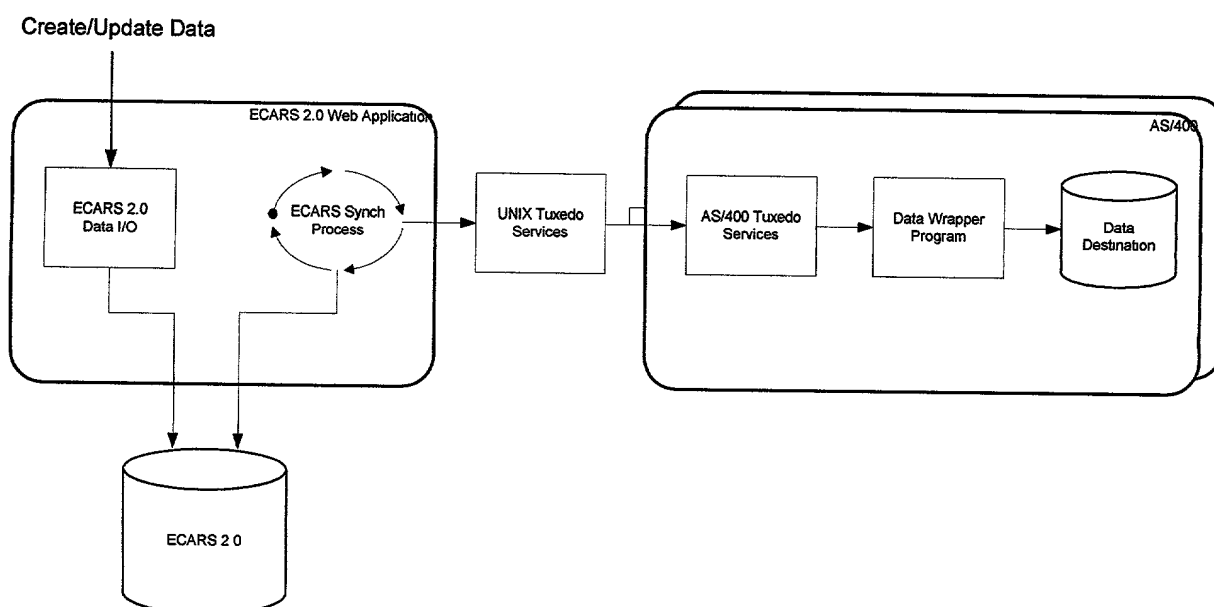 Create/Update Data
ECARS 2.0 Web Application
AS/400
ECARS 2.0
Data I/O
ECARS Synch
Process
UNIX Tuxedo
Services
AS/400 Tuxedo
Services
Data Wrapper
Program
Data
Destination
ECARS 2 0